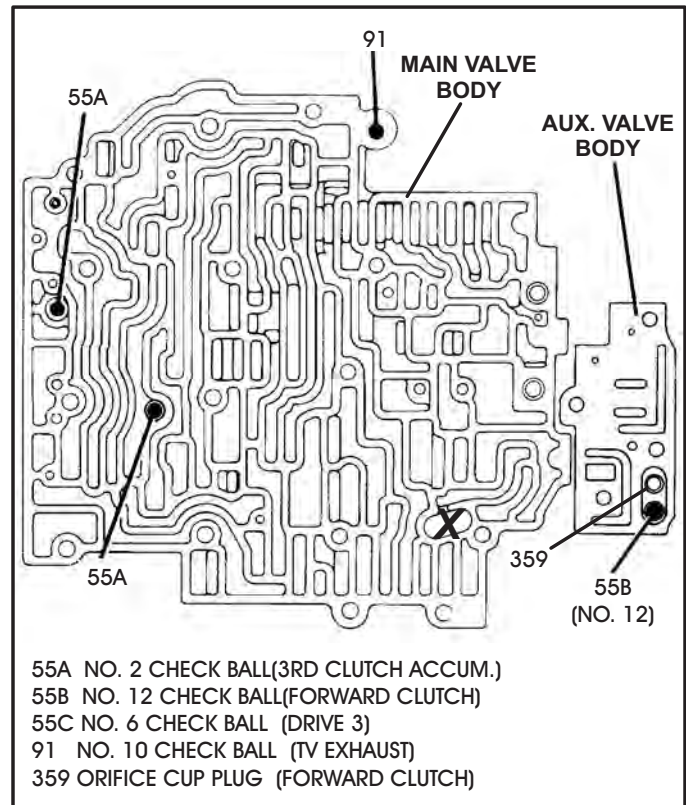 91
MAIN VALVE
BODY
55A
AUX. VALVE
BODY
X
359
55A
55B
(NO. 12)
55A NO. 2 CHECK BALL(3RD CLUTCH ACCUM.)
55B NO. 12 CHECK BALL(FORWARD CLUTCH)
55C NO. 6 CHECK BALL (DRIVE 3)
91 NO. 10 CHECK BALL (TV EXHAUST)
359 ORIFICE CUP PLUG (FORWARD CLUTCH)